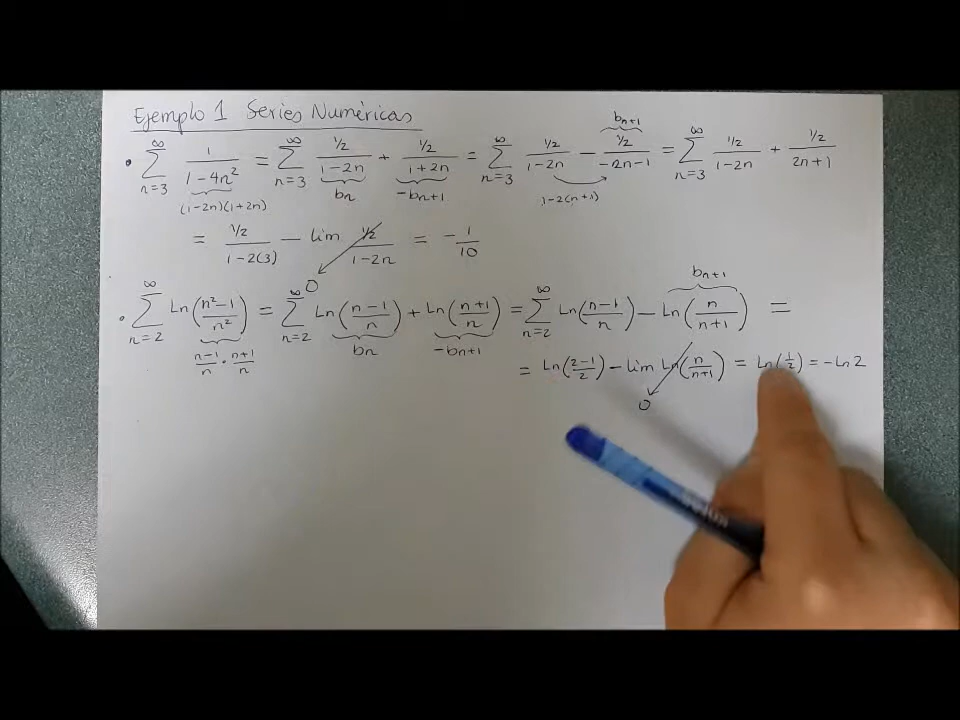 Ejemplo 1 Series Numéricas
• ∑_{n=3}^{∞} 1/(1-4n²) = ∑_{n=3}^{∞} (1/2)/(1-2n) + (1/2)/(1+2n) = ∑_{n=3}^{∞} (1/2)/(1-2n) - (1/2)/(-2n-1) = ∑_{n=3}^{∞} (1/2)/(1-2n) + (1/2)/(2n+1)
(1-2n)(1+2n) bn -bn+1 1-2(n+1) bn+1
= (1/2)/(1-2(3)) - lim (1/2)/(1-2n) = -1/10
0
• ∑_{n=2}^{∞} Ln((n²-1)/n²) = ∑_{n=2}^{∞} Ln((n-1)/n) + Ln((n+1)/n) = ∑_{n=2}^{∞} Ln((n-1)/n) - Ln(n/(n+1)) =
(n-1)/n · (n+1)/n bn -bn+1 bn+1
= Ln((2-1)/2) - lim Ln(n/(n+1)) = Ln(1/2) = -Ln2
0